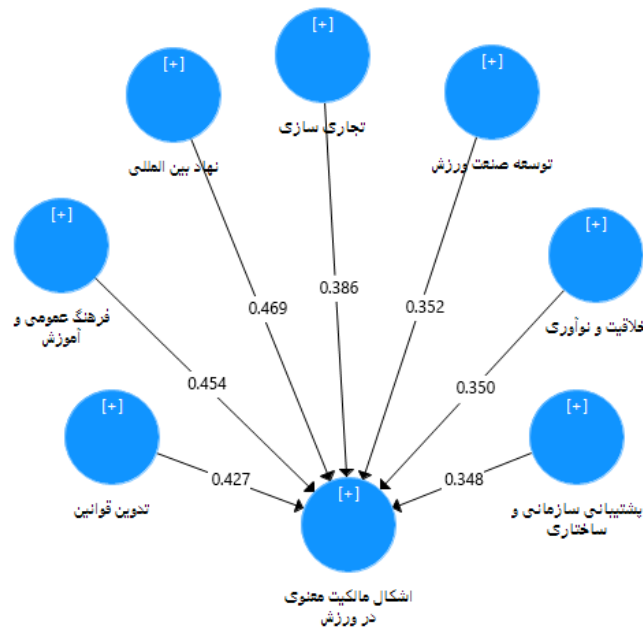 [+]
تجاری سازی
[+]
توسعه صنعت ورزش
[+]
نهاد بین المللی
[+]
خلاقیت و نوآوری
[+]
فرهنگ عمومی و
آموزش
0.386
0.352
0.469
0.350
0.454
[+]
پشتیبانی سازمانی و
ساختاری
[+]
تدوین قوانین
0.348
0.427
[+]
اشکال مالکیت معنوی
در ورزش